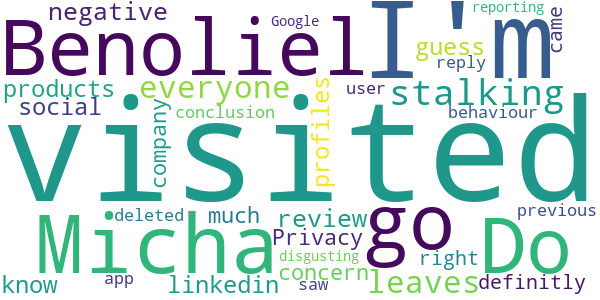 negative Google I'm reporting
Benoliel guess came
reply
products everyone user stalking
social company conclusion profiles behaviour
visited
deleted much review go previous
Micha Privacy right Do
disgusting
know app linkedin concern saw leaves definitly